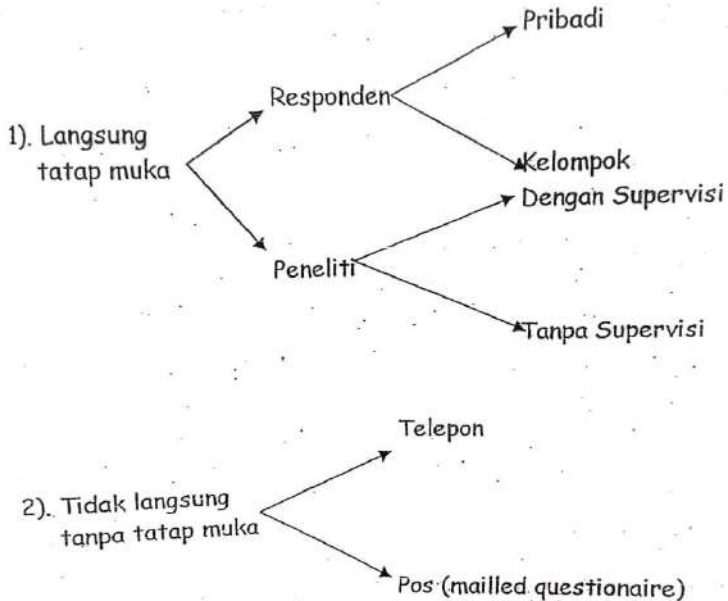 Pribadi
Responden
1). Langsung
tatap muka
Kelompok
Dengan Supervisi
Peneliti
Tanpa Supervisi
Telepon
2). Tidak langsung
tanpa tatap muka
Pos (mailled questionaire)